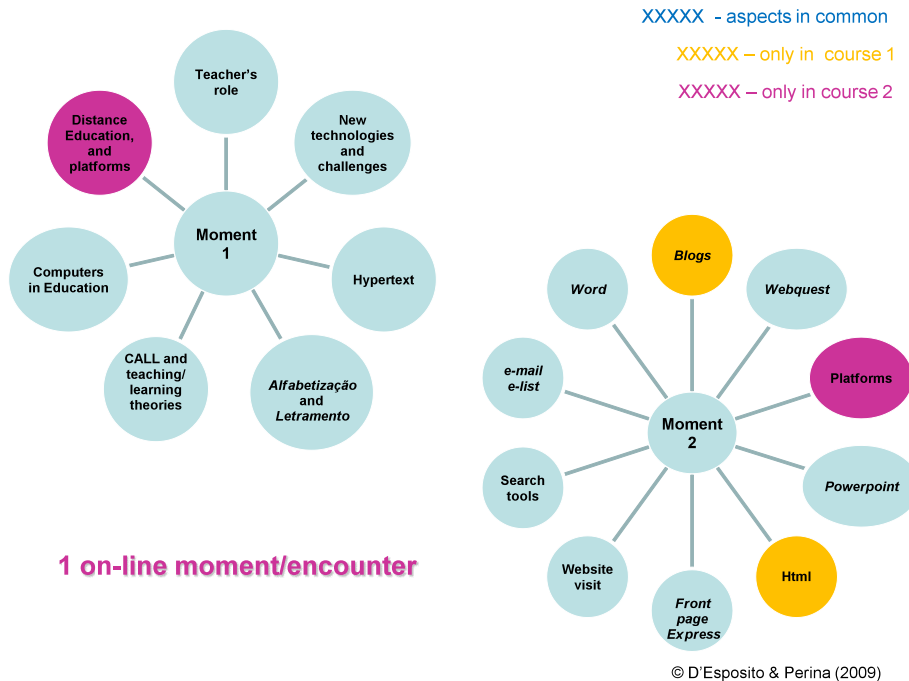 XXXXX - aspects in common
XXXXX – only in course 1
XXXXX – only in course 2
Teacher's
role
Distance
Education,
and
platforms
New
technologies
and
challenges
Moment
1
Computers
in Education
Hypertext
CALL and
teaching/
learning
theories
Alfabetização
and
Letramento
Blogs
Word
Webquest
e-mail
e-list
Platforms
Moment
2
Search
tools
Powerpoint
Website
visit
Html
Front
page
Express
1 on-line moment/encounter
© D'Esposito & Perina (2009)